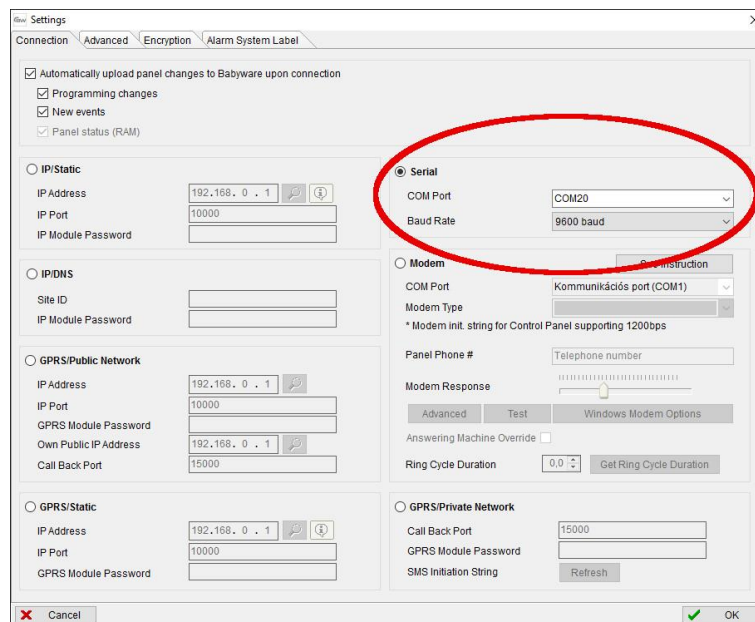 Settings
Connection Advanced Encryption Alarm System Label
Automatically upload panel changes to Babyware upon connection
Programming changes
New events
Panel status (RAM)
IP/Static
IP Address 192.168. 0 . 1
IP Port 10000
IP Module Password
IP/DNS
Site ID
IP Module Password
GPRS/Public Network
IP Address 192.168. 0 . 1
IP Port 10000
GPRS Module Password
Own Public IP Address 192.168. 0 . 1
Call Back Port 15000
GPRS/Static
IP Address 192.168. 0 . 1
IP Port 10000
GPRS Module Password
Serial
COM Port COM20
Baud Rate 9600 baud
Modem
COM Port Kommunikációs port (COM1)
Modem Type
* Modem init. string for Control Panel supporting 1200bps
Panel Phone # Telephone number
Modem Response
Advanced Test Windows Modem Options
Answering Machine Override
Ring Cycle Duration 0,0 Get Ring Cycle Duration
GPRS/Private Network
Call Back Port 15000
GPRS Module Password
SMS Initiation String Refresh
Cancel OK